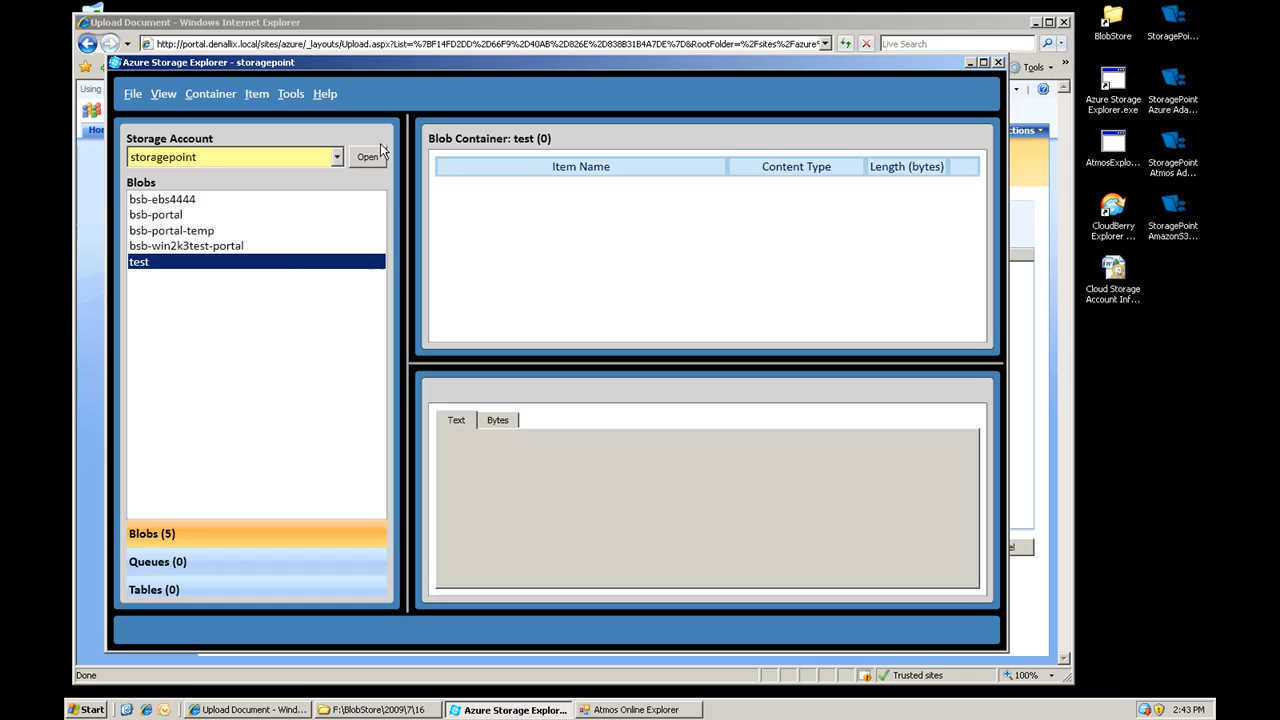 Upload Document - Windows Internet Explorer
http://portal.denallix.local/sites/azure/_layouts/Upload.aspx?List=%7BF14FD2DD%2D66F9%2D40AB%2D826E%2D838B31B4A7DE%7D&RootFolder=%2Fsites%2Fazure%
Live Search
Azure Storage Explorer - storagepoint
Tools
Using
File View Container Item Tools Help
Storage Account
storagepoint
Open
Blobs
bsb-ebs4444
bsb-portal
bsb-portal-temp
bsb-win2k3test-portal
test
Blobs (5)
Queues (0)
Tables (0)
Blob Container: test (0)
Item Name Content Type Length (bytes)
Text Bytes
BlobStore
StoragePoi...
Azure Storage
Explorer.exe
StoragePoint
Azure Ada...
AtmosExplo...
StoragePoint
Atmos Ad...
CloudBerry
Explorer ...
StoragePoint
AmazonS3...
Cloud Storage
Account Inf...
Done
Trusted sites
100%
Start
Upload Document - Wind...
F:\BlobStore\2009\7\16
Azure Storage Explor...
Atmos Online Explorer
2:43 PM